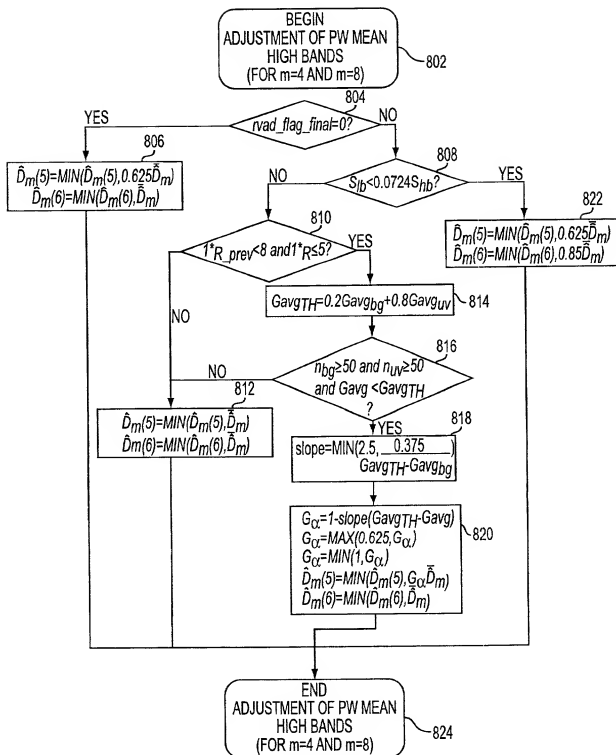 BEGIN
ADJUSTMENT OF PW MEAN
HIGH BANDS
(FOR m=4 AND m=8)
802
804
rvad_flag_final=0?
YES
NO
806
D̂m(5)=MIN(D̂m(5),0.625D̿m)
D̂m(6)=MIN(D̂m(6),D̿m)
808
Slb<0.0724Shb?
NO
YES
822
D̂m(5)=MIN(D̂m(5),0.625D̿m)
D̂m(6)=MIN(D̂m(6),0.85D̿m)
810
1*R_prev<8 and1*R≤5?
YES
NO
GavgTH=0.2Gavgbg+0.8Gavguv
814
816
nbg≥50 and nuv≥50
and Gavg <GavgTH
?
NO
YES
812
D̂m(5)=MIN(D̂m(5),D̿m)
D̂m(6)=MIN(D̂m(6),D̿m)
818
slope=MIN(2.5, 0.375 )
GavgTH-Gavgbg
820
Gα=1-slope(GavgTH-Gavg)
Gα=MAX(0.625,Gα)
Gα=MIN(1,Gα)
D̂m(5)=MIN(D̂m(5),GαD̿m)
D̂m(6)=MIN(D̂m(6),D̿m)
END
ADJUSTMENT OF PW MEAN
HIGH BANDS
(FOR m=4 AND m=8)
824